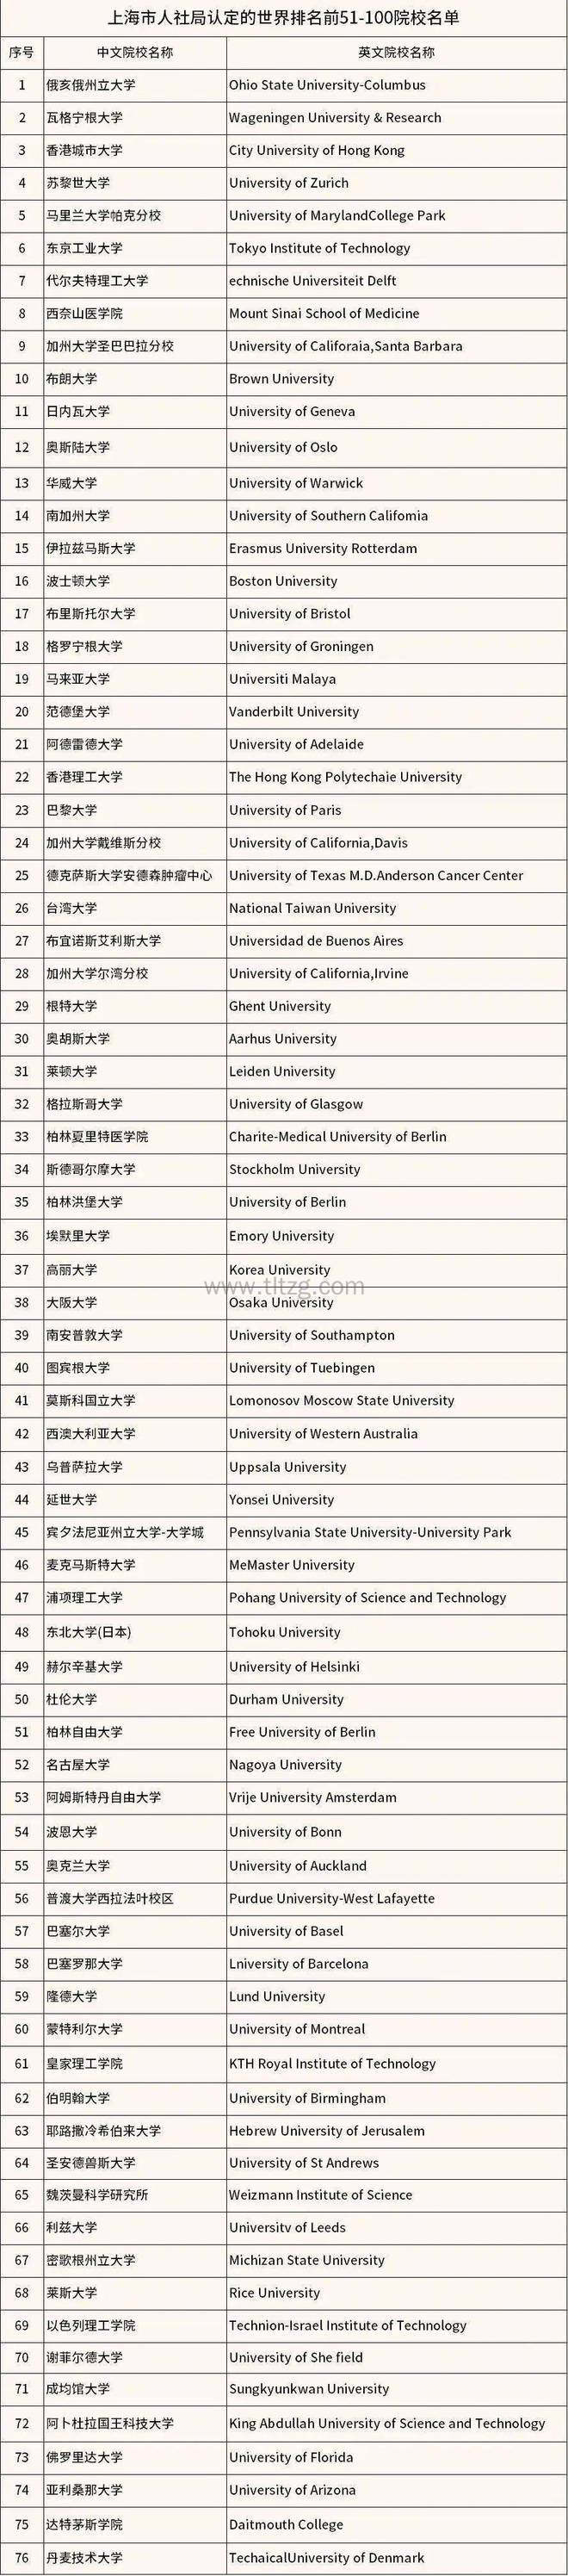 上海市人社局认定的世界排名前51-100院校名单
序号 中文院校名称 英文院校名称
1 俄亥俄州立大学 Ohio State University-Columbus
2 瓦格宁根大学 Wageningen University & Research
3 香港城市大学 City University of Hong Kong
4 苏黎世大学 University of Zurich
5 马里兰大学帕克分校 University of MarylandCollege Park
6 东京工业大学 Tokyo Institute of Technology
7 代尔夫特理工大学 echnische Universiteit Delft
8 西奈山医学院 Mount Sinai School of Medicine
9 加州大学圣巴巴拉分校 University of Califoraia,Santa Barbara
10 布朗大学 Brown University
11 日内瓦大学 University of Geneva
12 奥斯陆大学 University of Oslo
13 华威大学 University of Warwick
14 南加州大学 University of Southern Califomia
15 伊拉兹马斯大学 Erasmus University Rotterdam
16 波士顿大学 Boston University
17 布里斯托尔大学 University of Bristol
18 格罗宁根大学 University of Groningen
19 马来亚大学 Universiti Malaya
20 范德堡大学 Vanderbilt University
21 阿德雷德大学 University of Adelaide
22 香港理工大学 The Hong Kong Polytechaie University
23 巴黎大学 University of Paris
24 加州大学戴维斯分校 University of California,Davis
25 德克萨斯大学安德森肿瘤中心 University of Texas M.D.Anderson Cancer Center
26 台湾大学 National Taiwan University
27 布宜诺斯艾利斯大学 Universidad de Buenos Aires
28 加州大学尔湾分校 University of California,Irvine
29 根特大学 Ghent University
30 奥胡斯大学 Aarhus University
31 莱顿大学 Leiden University
32 格拉斯哥大学 University of Glasgow
33 柏林夏里特医学院 Charite-Medical University of Berlin
34 斯德哥尔摩大学 Stockholm University
35 柏林洪堡大学 University of Berlin
36 埃默里大学 Emory University
37 高丽大学 Korea University
www.tltzg.com
38 大阪大学 Osaka University
39 南安普敦大学 University of Southampton
40 图宾根大学 University of Tuebingen
41 莫斯科国立大学 Lomonosov Moscow State University
42 西澳大利亚大学 University of Western Australia
43 乌普萨拉大学 Uppsala University
44 延世大学 Yonsei University
45 宾夕法尼亚州立大学-大学城 Pennsylvania State University-University Park
46 麦克马斯特大学 MeMaster University
47 浦项理工大学 Pohang University of Science and Technology
48 东北大学(日本) Tohoku University
49 赫尔辛基大学 University of Helsinki
50 杜伦大学 Durham University
51 柏林自由大学 Free University of Berlin
52 名古屋大学 Nagoya University
53 阿姆斯特丹自由大学 Vrije University Amsterdam
54 波恩大学 University of Bonn
55 奥克兰大学 University of Auckland
56 普渡大学西拉法叶校区 Purdue University-West Lafayette
57 巴塞尔大学 University of Basel
58 巴塞罗那大学 Lniversity of Barcelona
59 隆德大学 Lund University
60 蒙特利尔大学 University of Montreal
61 皇家理工学院 KTH Royal Institute of Technology
62 伯明翰大学 University of Birmingham
63 耶路撒冷希伯来大学 Hebrew University of Jerusalem
64 圣安德兽斯大学 University of St Andrews
65 魏茨曼科学研究所 Weizmann Institute of Science
66 利兹大学 Universitv of Leeds
67 密歌根州立大学 Michizan State University
68 莱斯大学 Rice University
69 以色列理工学院 Technion-Israel Institute of Technology
70 谢菲尔德大学 University of She field
71 成均馆大学 Sungkyunkwan University
72 阿卜杜拉国王科技大学 King Abdullah University of Science and Technology
73 佛罗里达大学 University of Florida
74 亚利桑那大学 University of Arizona
75 达特茅斯学院 Daitmouth College
76 丹麦技术大学 TechaicalUniversity of Denmark